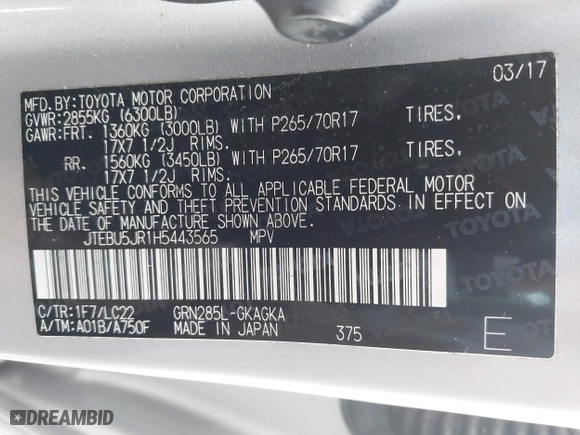 03/17
MFD.BY:TOYOTA MOTOR CORPORATION
GVWR:2855KG (6300LB)
GAWR:FRT. 1360KG (3000LB) WITH P265/70R17 TIRES,
17X7 1/2J RIMS.
RR. 1560KG (3450LB) WITH P265/70R17 TIRES,
17X7 1/2J RIMS.
THIS VEHICLE CONFORMS TO ALL APPLICABLE FEDERAL MOTOR
VEHICLE SAFETY AND THEFT PREVENTION STANDARDS IN EFFECT ON
THE DATE OF MANUFACTURE SHOWN ABOVE.
JTEBU5JR1H5443565 MPV
C/TR:1F7/LC22 GRN285L-GKAGKA
A/TM:A01B/A750F MADE IN JAPAN 375 E
DREAMBID